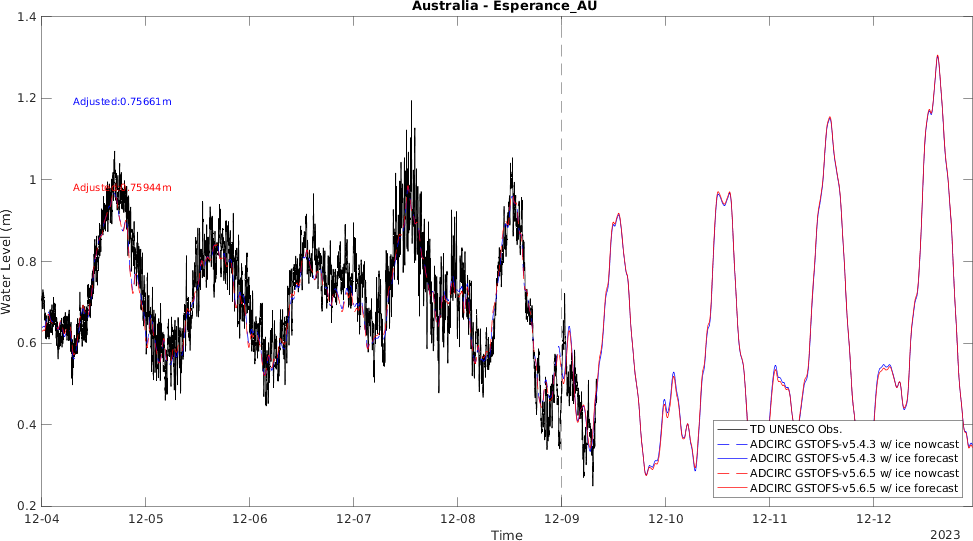 Australia - Esperance_AU
1.4
1.2
1
0.8
0.6
0.4
0.2
Water Level (m)
Adjusted:0.75661m
Adjusted:0.75944m
TD UNESCO Obs.
ADCIRC GSTOFS-v5.4.3 w/ ice nowcast
ADCIRC GSTOFS-v5.4.3 w/ ice forecast
ADCIRC GSTOFS-v5.6.5 w/ ice nowcast
ADCIRC GSTOFS-v5.6.5 w/ ice forecast
12-04 12-05 12-06 12-07 12-08 12-09 12-10 12-11 12-12
Time
2023